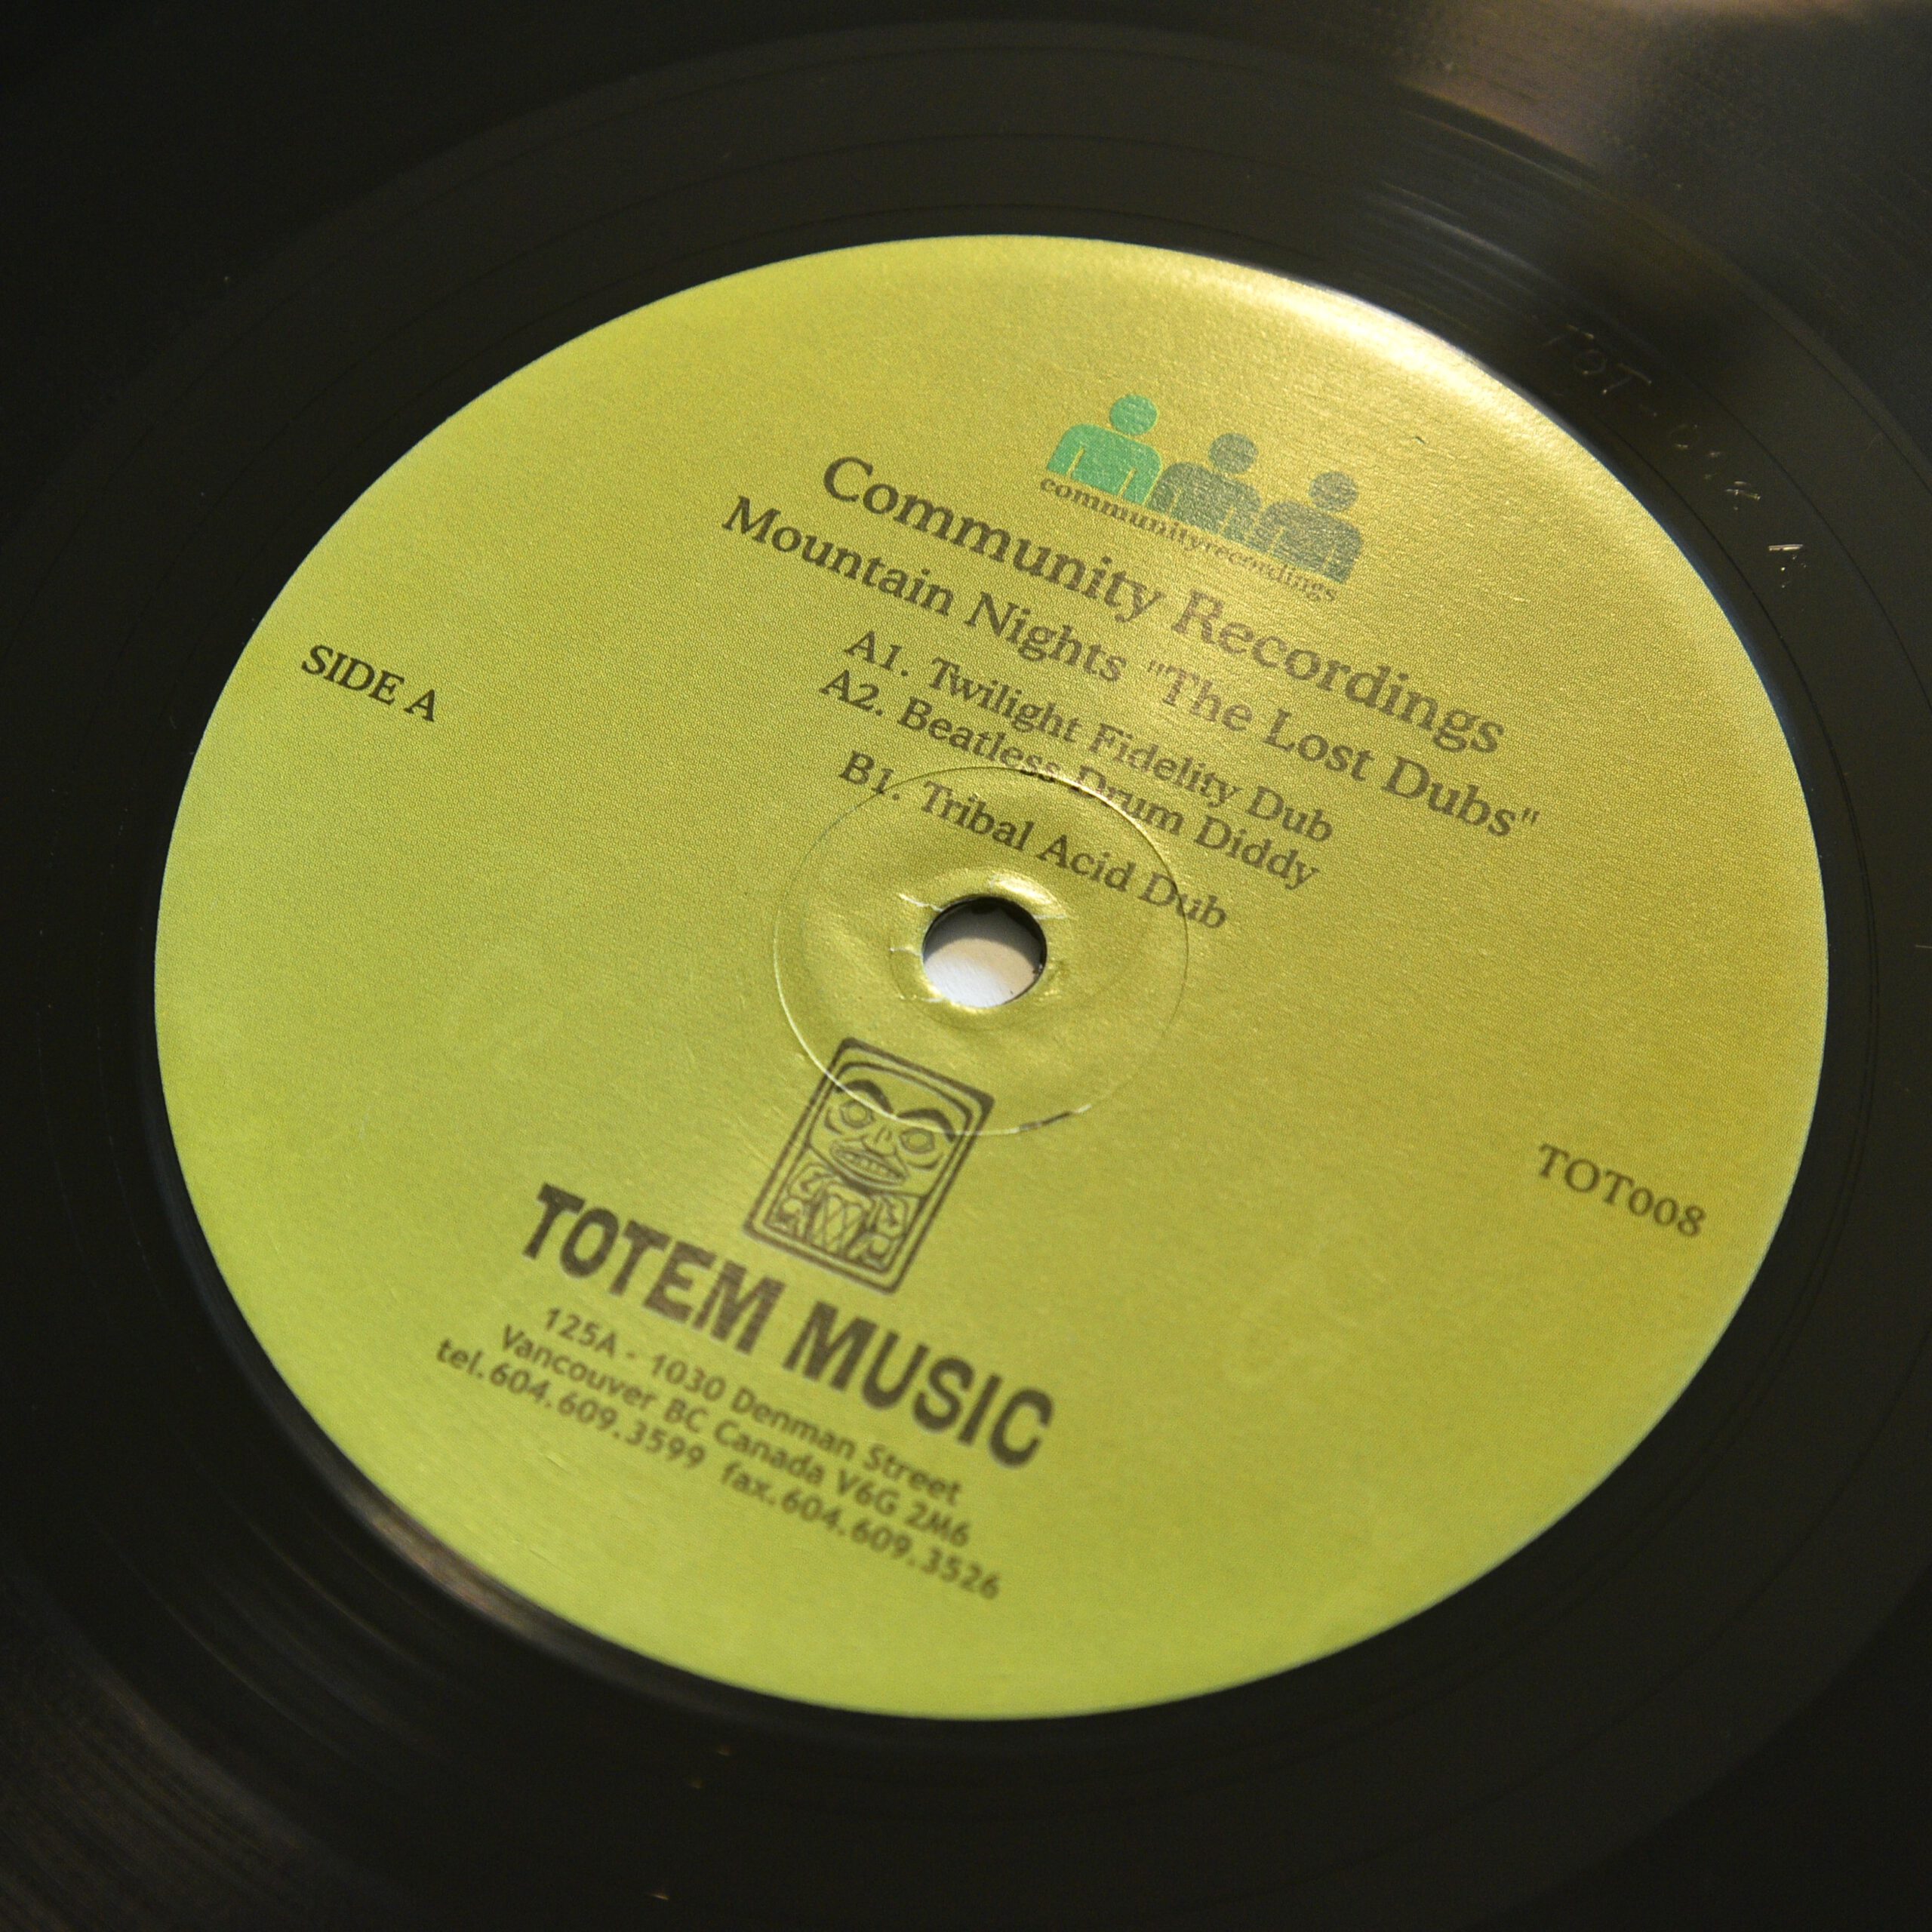 communityrecordings
Community Recordings
Mountain Nights "The Lost Dubs"
A1. Twilight Fidelity Dub
A2. Beatless Drum Diddy
B1. Tribal Acid Dub
SIDE A
TOT008
TOTEM MUSIC
125A - 1030 Denman Street
Vancouver BC Canada V6G 2M6
tel.604.609.3599 fax.604.609.3526